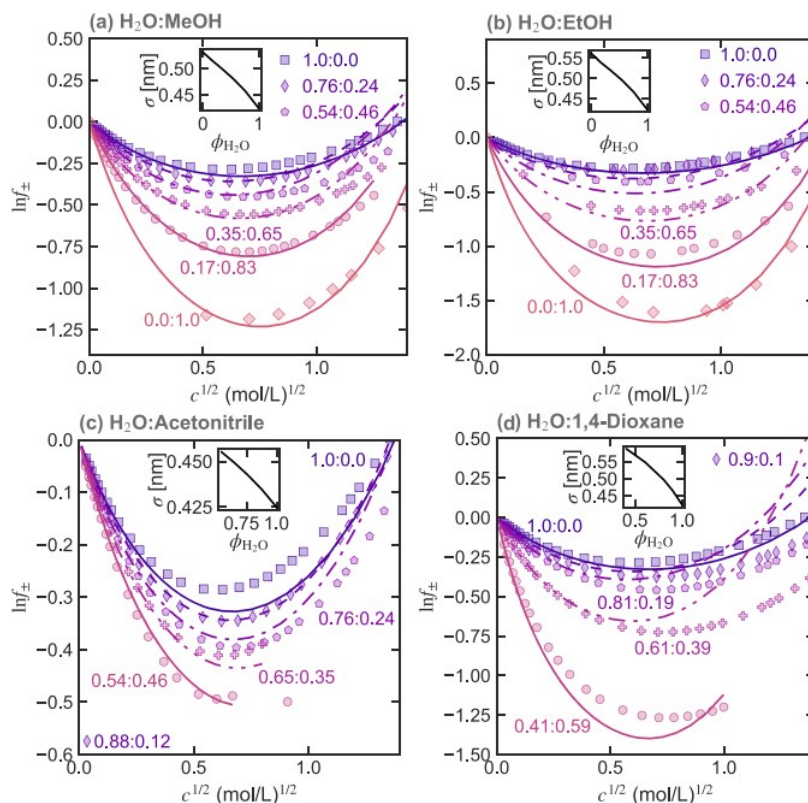 (a) H₂O:MeOH
0.50
0.25
0.00
−0.25
−0.50
−0.75
−1.00
−1.25
ln f±
0.50
0.45
σ [nm]
0 1
ϕH₂O
1.0:0.0
0.76:0.24
0.54:0.46
0.35:0.65
0.17:0.83
0.0:1.0
0.0 0.5 1.0
c^1/2 (mol/L)^1/2
(b) H₂O:EtOH
0.5
0.0
−0.5
−1.0
−1.5
−2.0
ln f±
0.55
0.50
0.45
σ [nm]
0 1
ϕH₂O
1.0:0.0
0.76:0.24
0.54:0.46
0.35:0.65
0.17:0.83
0.0:1.0
0.0 0.5 1.0
c^1/2 (mol/L)^1/2
(c) H₂O:Acetonitrile
0.0
−0.1
−0.2
−0.3
−0.4
−0.5
−0.6
ln f±
0.450
0.425
σ [nm]
0.75 1.0
ϕH₂O
1.0:0.0
0.76:0.24
0.65:0.35
0.54:0.46
0.88:0.12
0.0 0.5 1.0
c^1/2 (mol/L)^1/2
(d) H₂O:1,4-Dioxane
0.50
0.25
0.00
−0.25
−0.50
−0.75
−1.00
−1.25
−1.50
ln f±
0.55
0.50
0.45
σ [nm]
0.5 1.0
ϕH₂O
0.9:0.1
1.0:0.0
0.81:0.19
0.61:0.39
0.41:0.59
0.0 0.5 1.0
c^1/2 (mol/L)^1/2